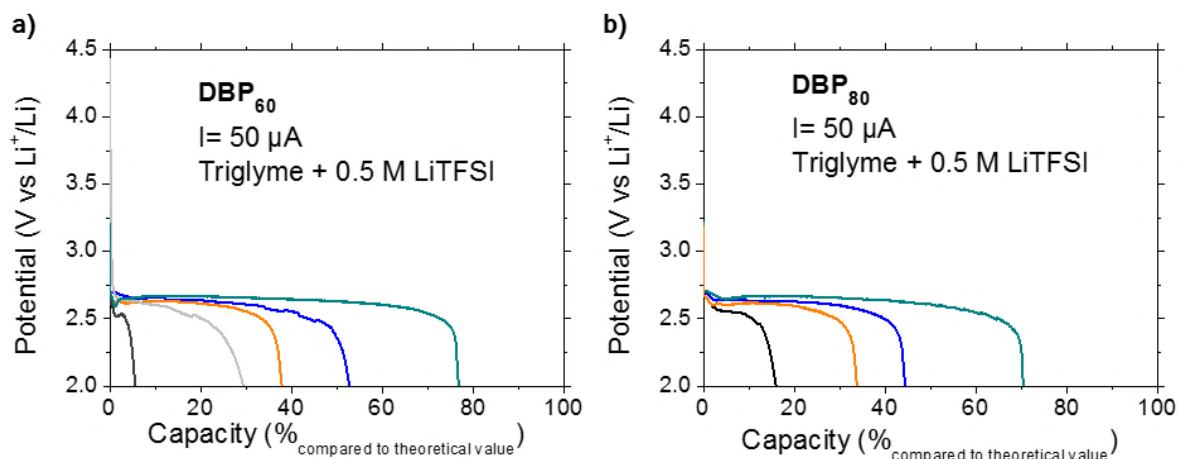 a)
4.5
4.0
3.5
3.0
2.5
2.0
Potential (V vs Li⁺/Li)
DBP₆₀
I= 50 µA
Triglyme + 0.5 M LiTFSI
0 20 40 60 80 100
Capacity (%compared to theoretical value)
b)
4.5
4.0
3.5
3.0
2.5
2.0
Potential (V vs Li⁺/Li)
DBP₈₀
I= 50 µA
Triglyme + 0.5 M LiTFSI
0 20 40 60 80 100
Capacity (%compared to theoretical value)